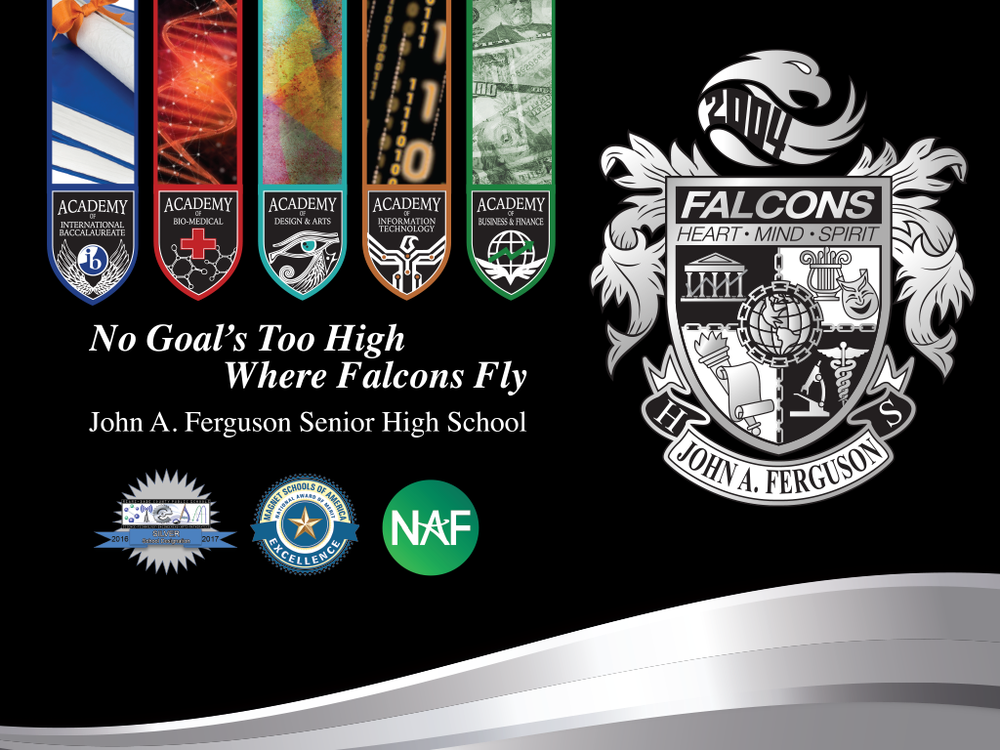 ACADEMY
OF
INTERNATIONAL
BACCALAUREATE
ACADEMY
OF
BIO-MEDICAL
ACADEMY
OF
DESIGN & ARTS
ACADEMY
OF
INFORMATION
TECHNOLOGY
ACADEMY
OF
BUSINESS & FINANCE
2004
FALCONS
HEART • MIND • SPIRIT
H
S
JOHN A. FERGUSON
No Goal’s Too High
Where Falcons Fly
John A. Ferguson Senior High School
STEAM
SILVER
2016
2017
MAGNET SCHOOLS OF AMERICA
NATIONAL AWARD OF MERIT
EXCELLENCE
NAF